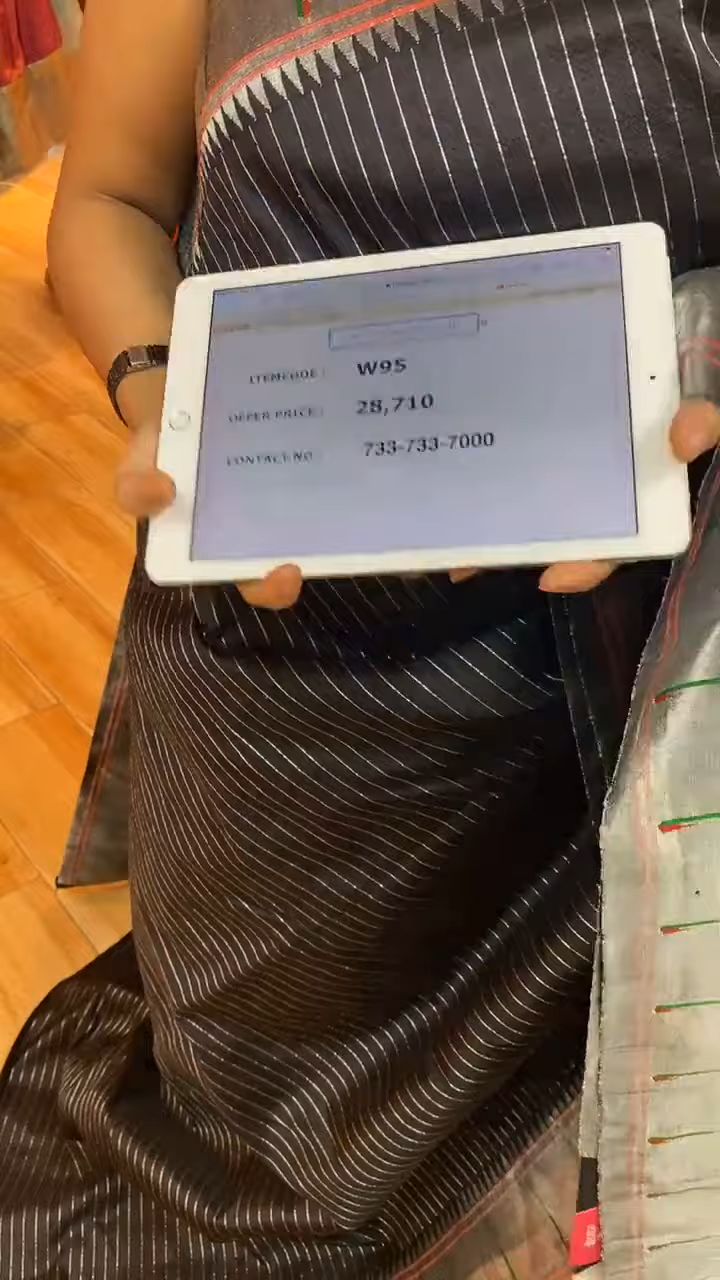 ITEMCODE : W95
OFFER PRICE : 28,710
CONTACT NO : 733-733-7000